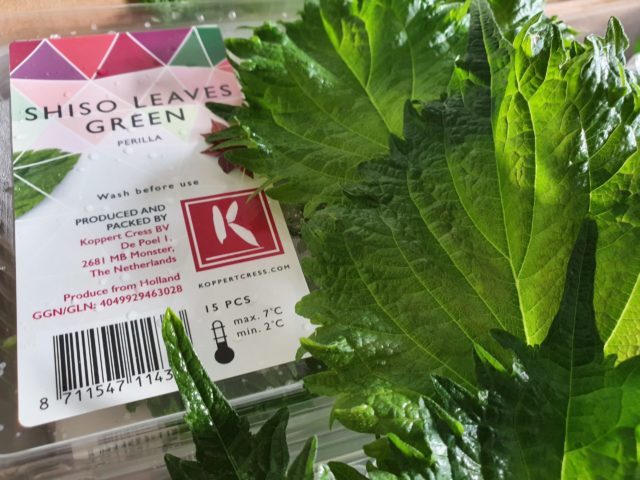 SHISO LEAVES
GREEN
PERILLA
Wash before use
PRODUCED AND
PACKED BY
Koppert Cress BV
De Poel 1,
2681 MB Monster,
The Netherlands
Produce from Holland
GGN/GLN: 4049929463028
K
KOPPERTCRESS.COM
15 PCS
max. 7°C
min. 2°C
8 711547 1143